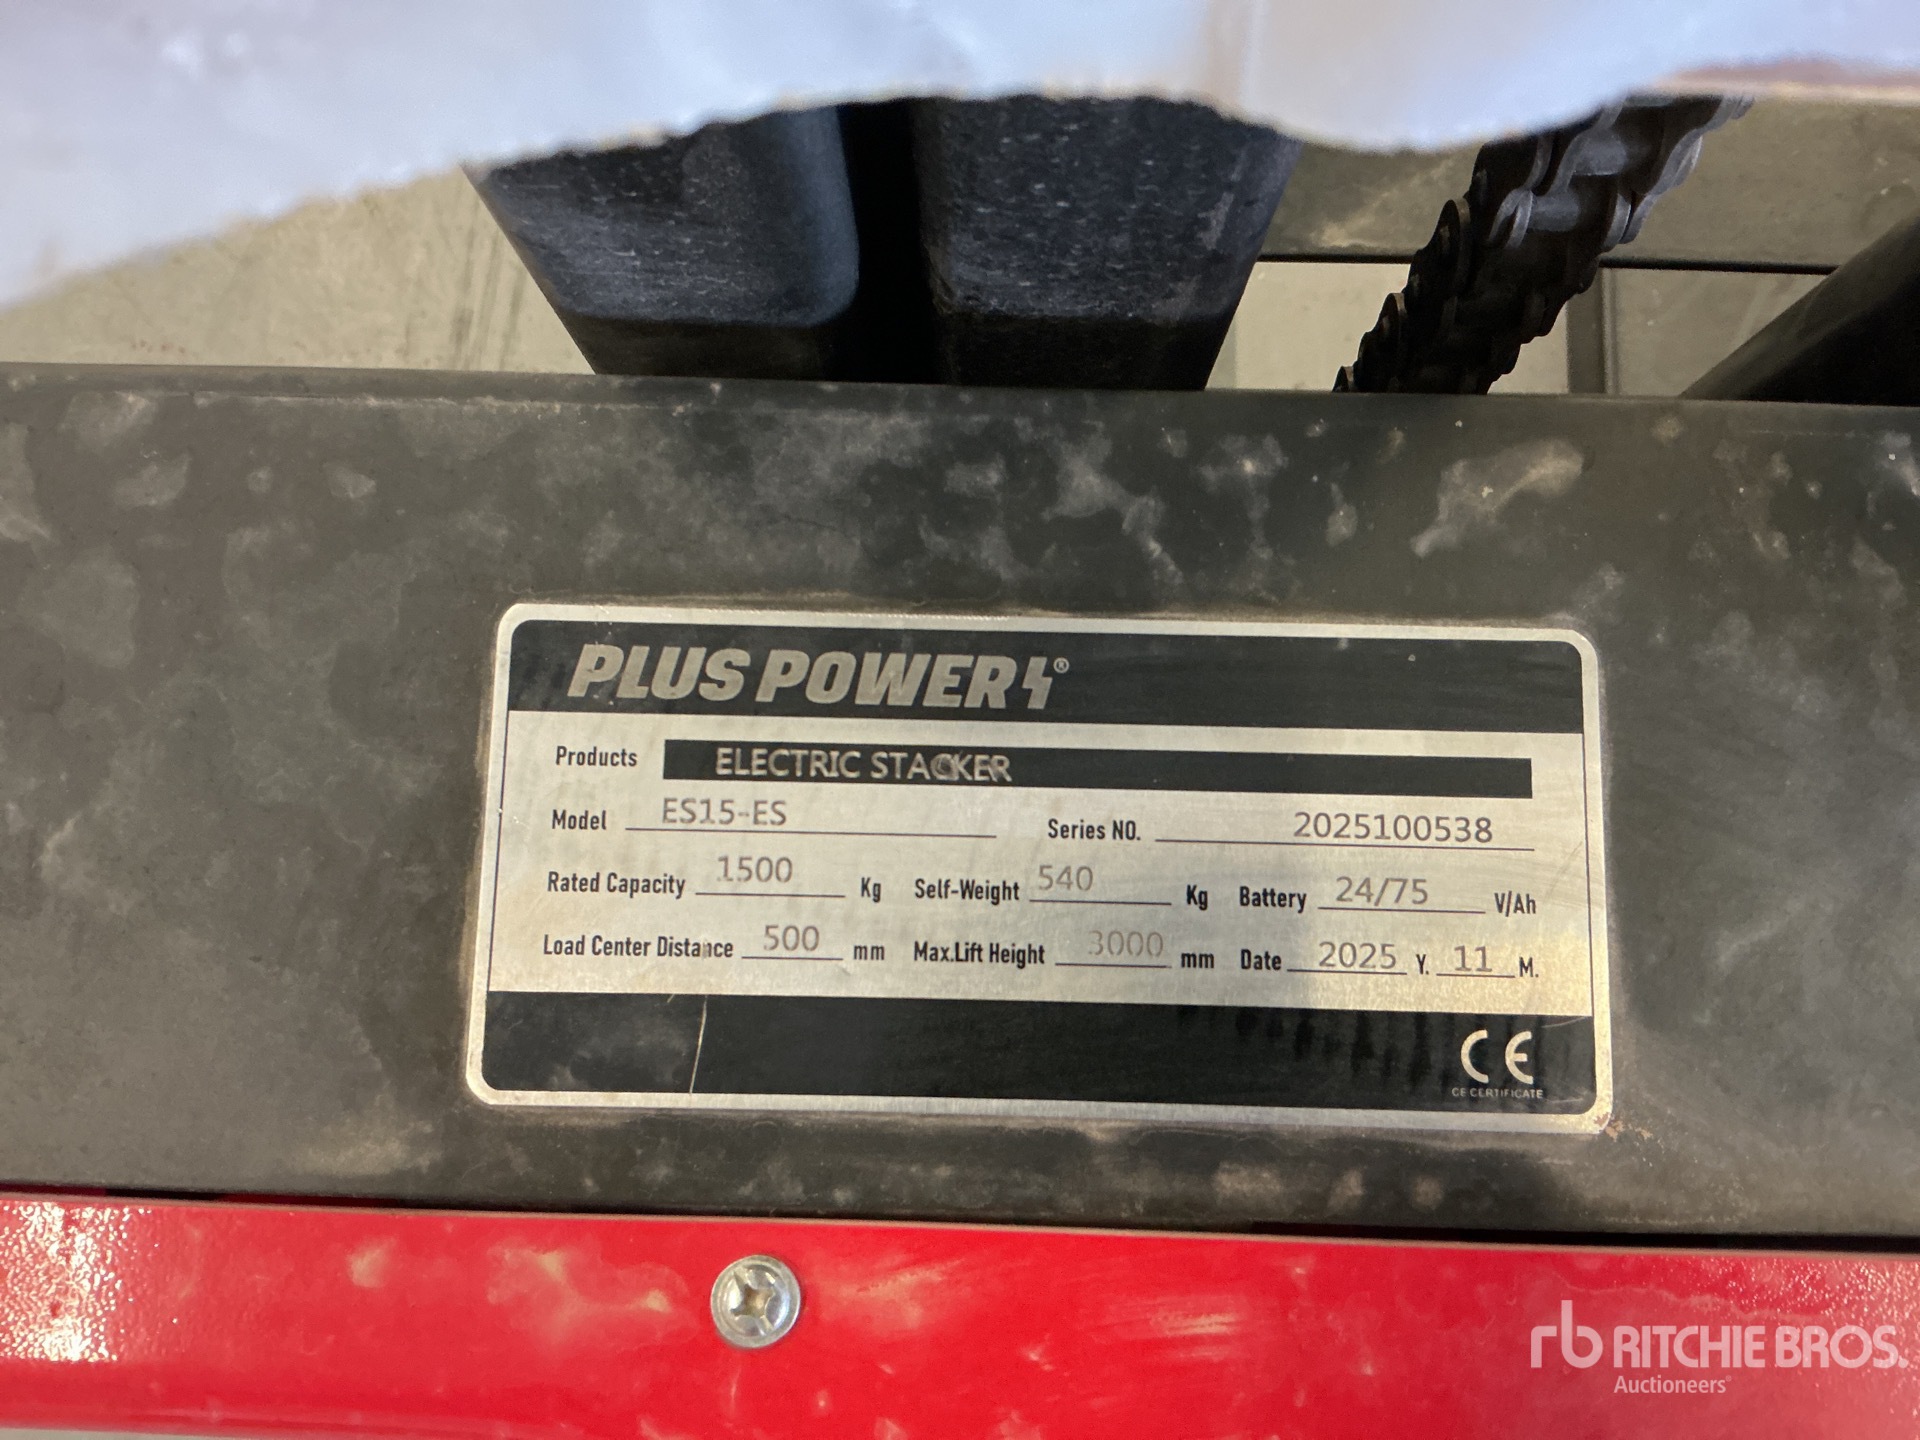 PLUS POWER®
Products ELECTRIC STACKER
Model ES15-ES Series NO. 2025100538
Rated Capacity 1500 Kg Self-Weight 540 Kg Battery 24/75 V/Ah
Load Center Distance 500 mm Max.Lift Height 3000 mm Date 2025 Y. 11 M.
CE
CE CERTIFICATE
rb RITCHIE BROS.
Auctioneers